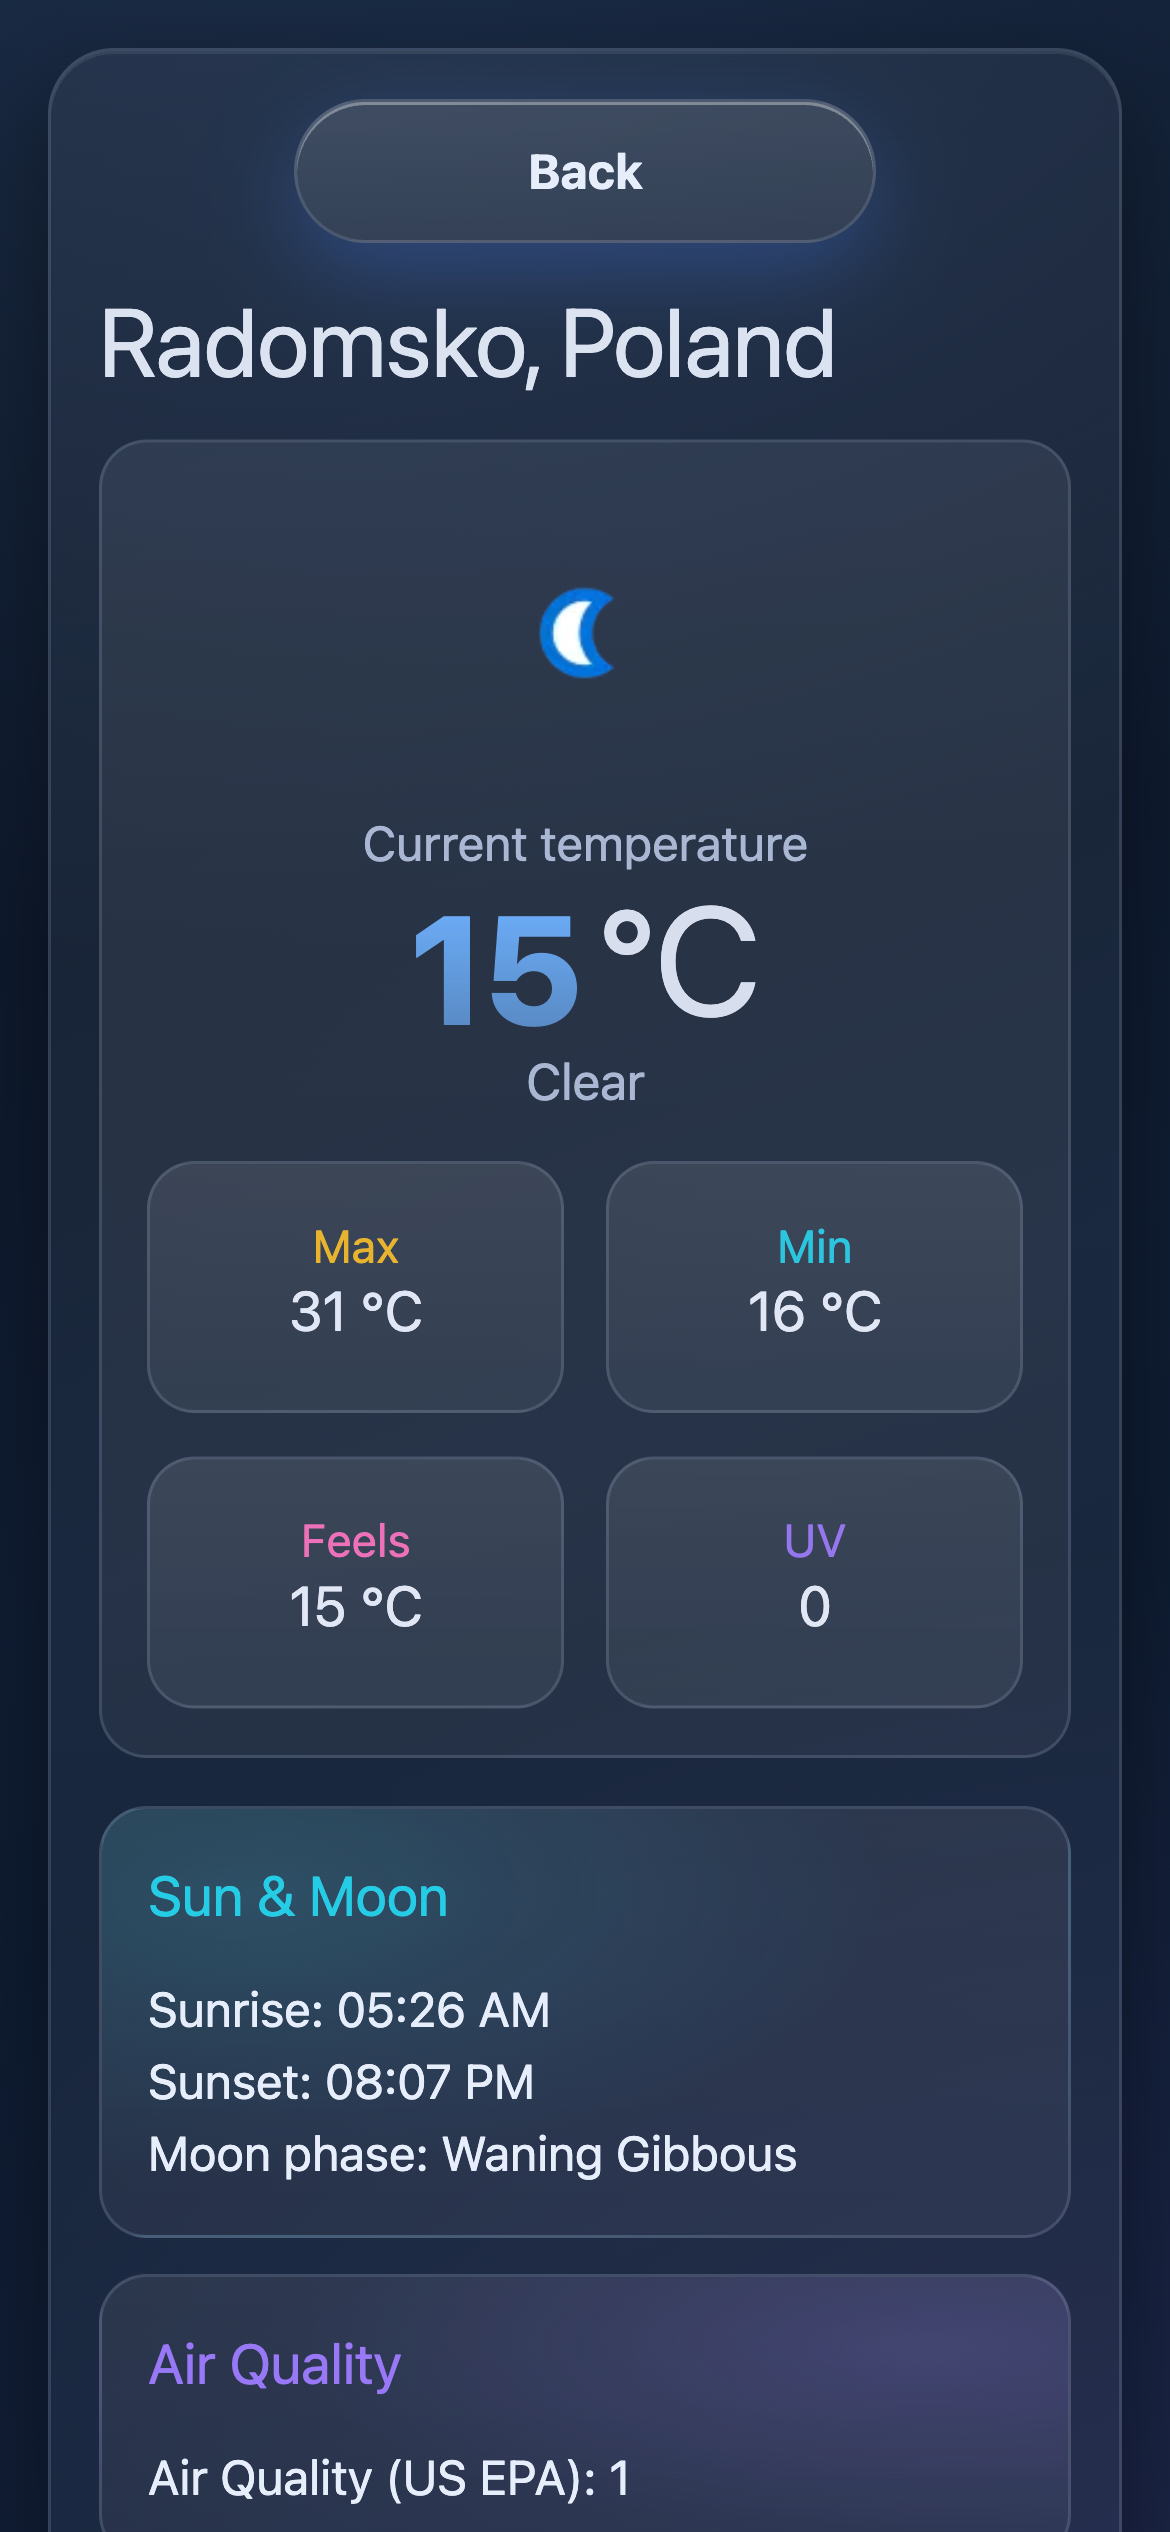 Back
Radomsko, Poland
Current temperature
15 °C
Clear
Max
31 °C
Min
16 °C
Feels
15 °C
UV
0
Sun & Moon
Sunrise: 05:26 AM
Sunset: 08:07 PM
Moon phase: Waning Gibbous
Air Quality
Air Quality (US EPA): 1